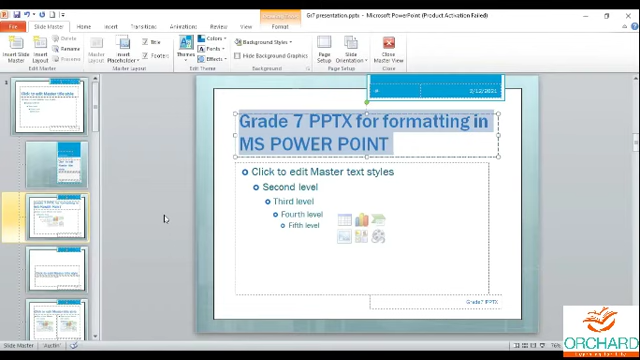 Gr7 presentation.pptx - Microsoft PowerPoint (Product Activation Failed)
File
Slide Master
Home
Insert
Transitions
Animations
Review
View
Format
Insert Slide Master
Insert Layout
Delete
Rename
Preserve
Edit Master
Master Layout
Insert Placeholder
Title
Footers
Master Layout
Themes
Colors
Fonts
Effects
Edit Theme
Background Styles
Hide Background Graphics
Background
Page Setup
Slide Orientation
Page Setup
Close Master View
Close
3/12/2021
Grade 7 PPTX for formatting in
MS POWER POINT
Click to edit Master text styles
Second level
Third level
Fourth level
Fifth level
Grade7 PPTX
Slide Master
"Austin"
76%
ORCHARD